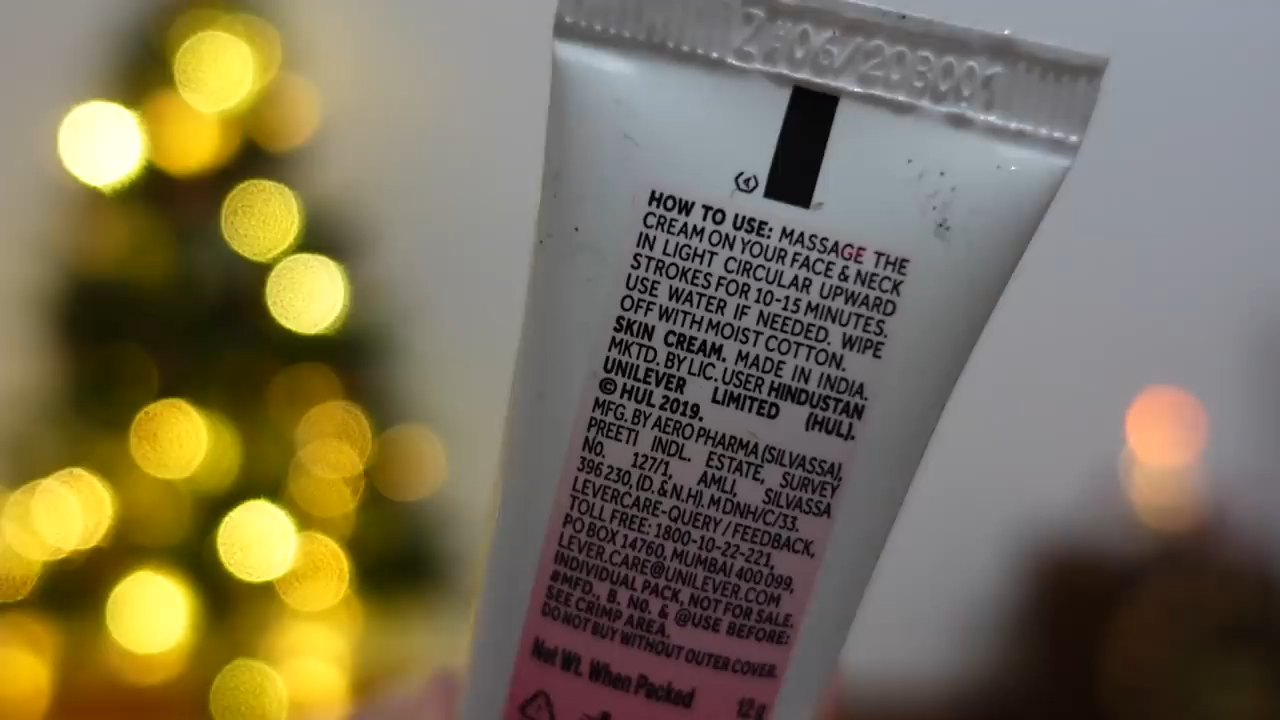 HOW TO USE: MASSAGE THE
CREAM ON YOUR FACE & NECK
IN LIGHT CIRCULAR UPWARD
STROKES FOR 10-15 MINUTES.
USE WATER IF NEEDED. WIPE
OFF WITH MOIST COTTON.
SKIN CREAM. MADE IN INDIA.
MKTD. BY LIC. USER HINDUSTAN
UNILEVER LIMITED (HUL).
© HUL 2019.
MFG. BY AERO PHARMA (SILVASSA),
PREETI INDL. ESTATE, SURVEY
NO. 127/1, AMLI, SILVASSA
396 230, (D. & N.H). M DNH/C/33.
LEVERCARE-QUERY / FEEDBACK,
TOLL FREE: 1800-10-22-221,
PO BOX 14760, MUMBAI 400 099,
LEVER.CARE@UNILEVER.COM
INDIVIDUAL PACK, NOT FOR SALE.
#MFD., B. NO. & @USE BEFORE:
SEE CRIMP AREA.
DO NOT BUY WITHOUT OUTER COVER.
Net Wt. When Packed 12 g